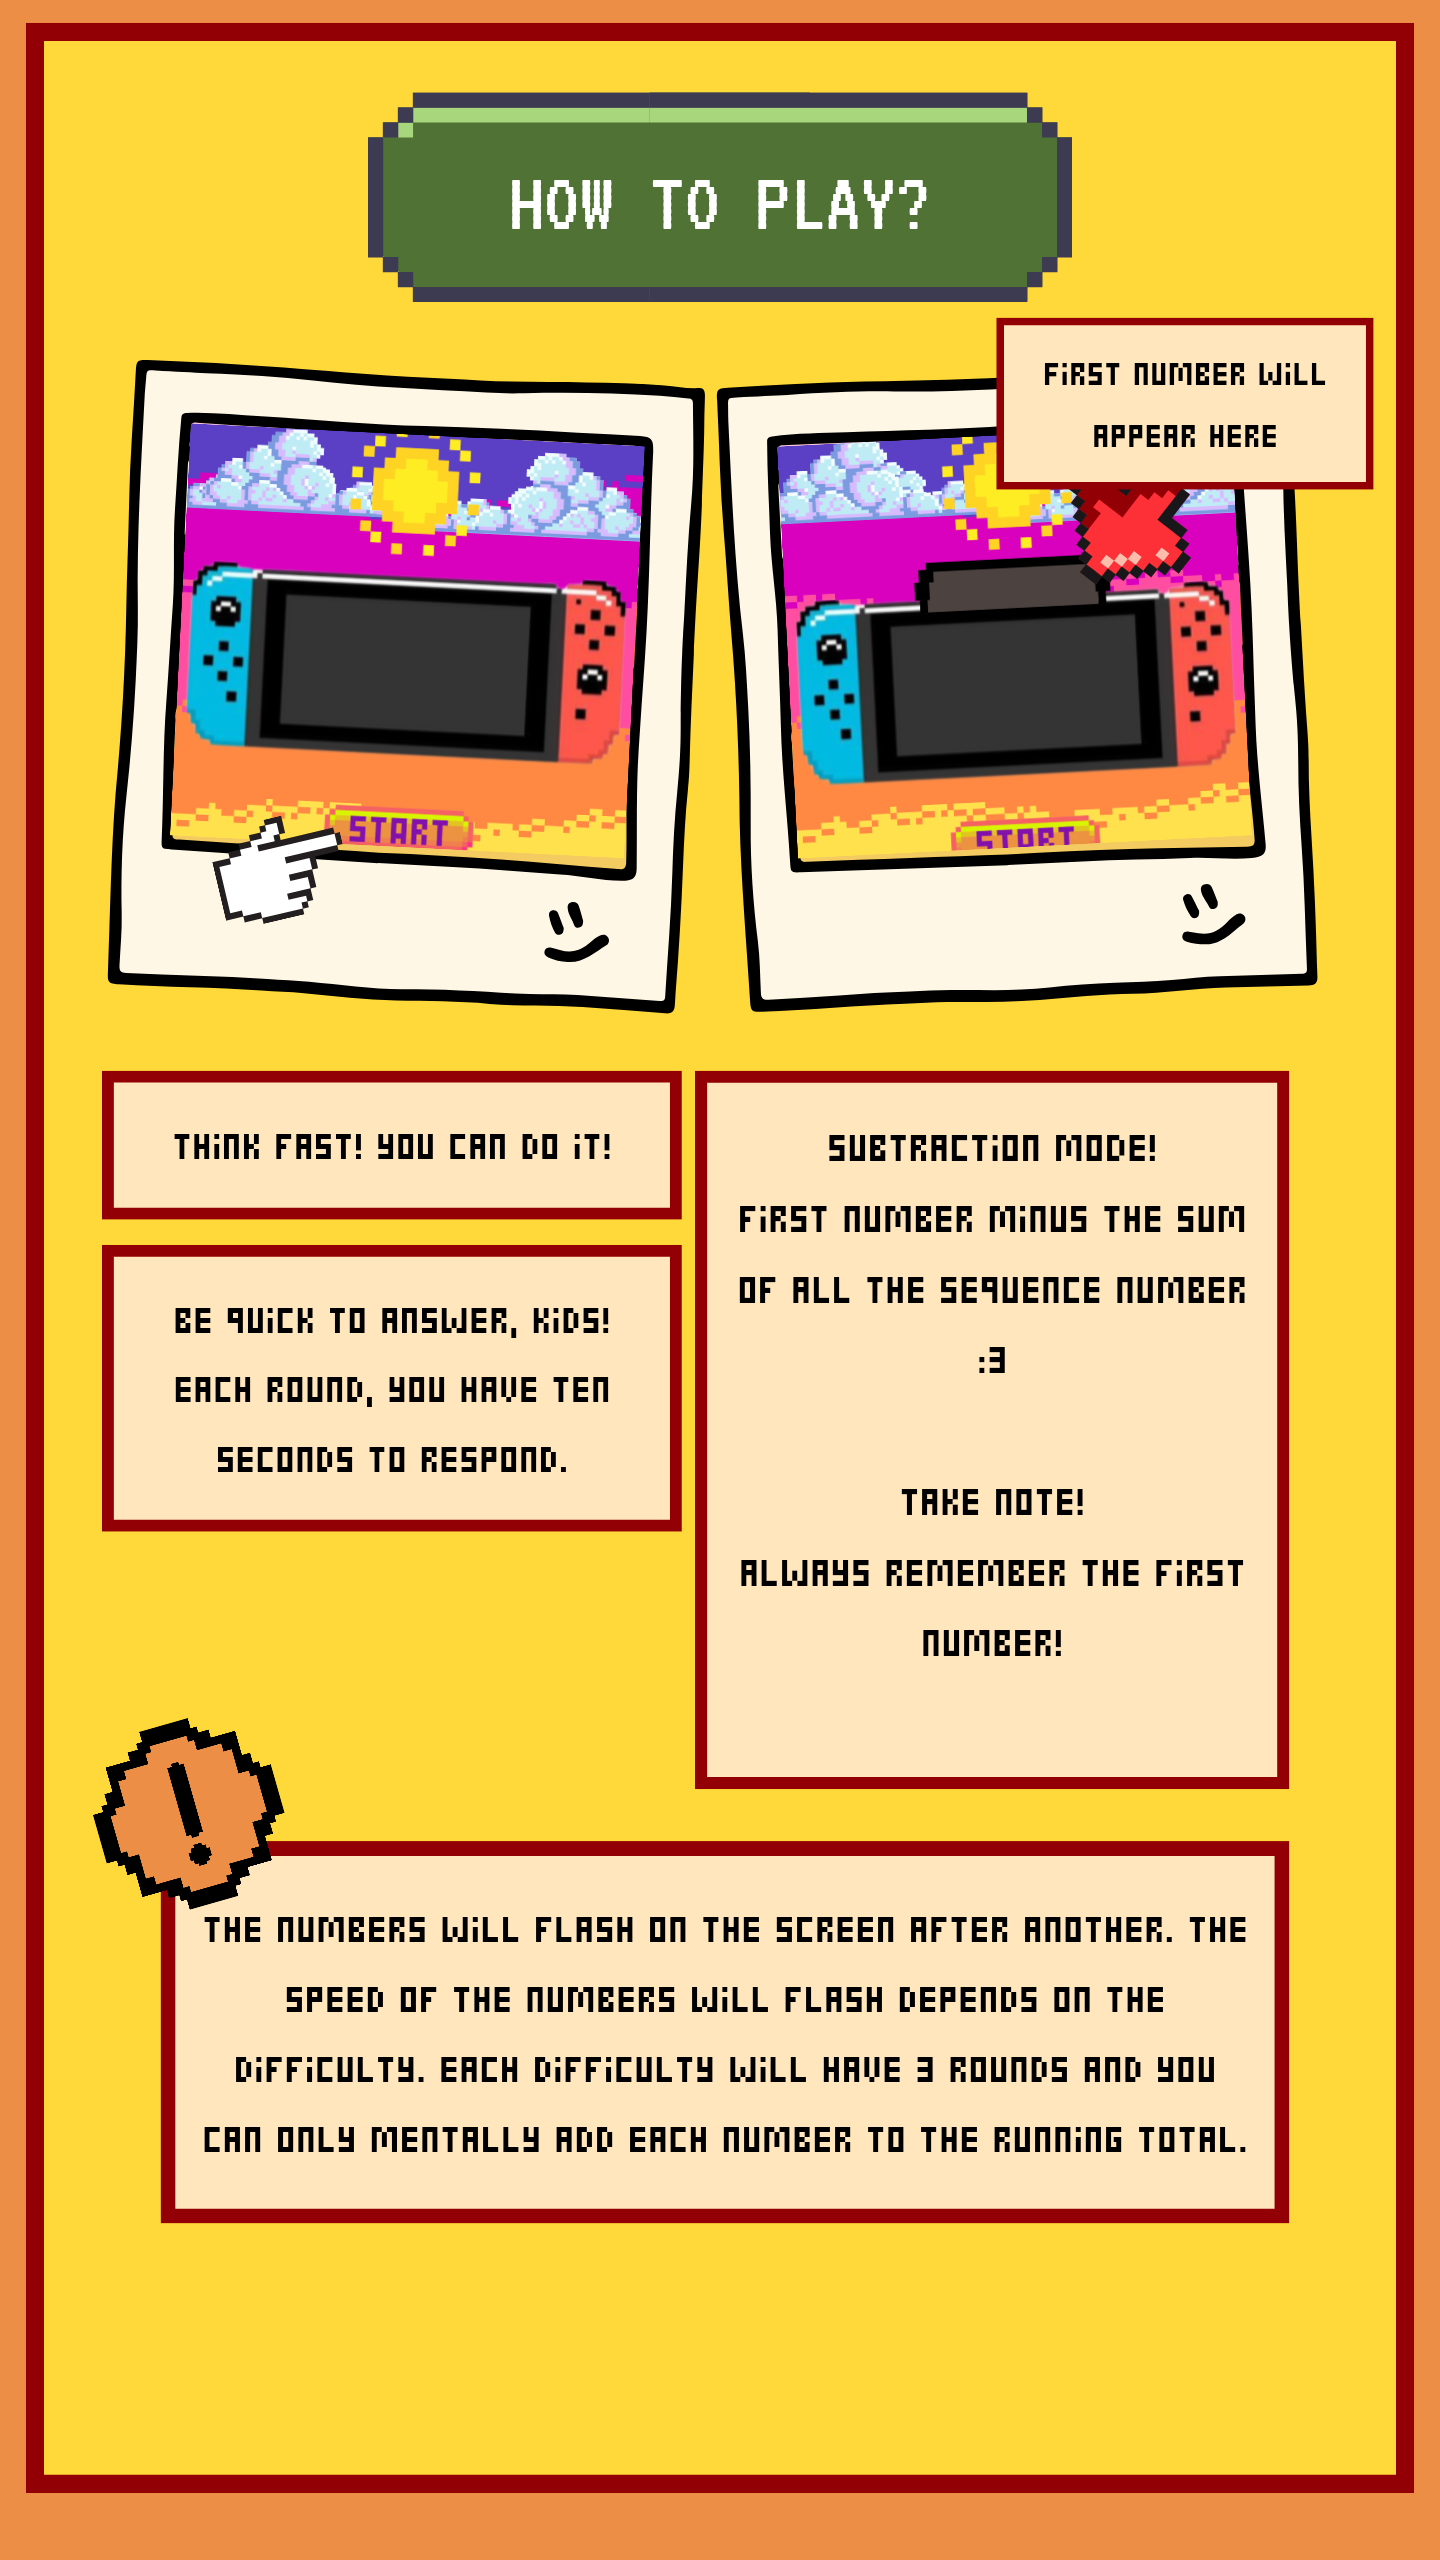 HOW TO PLAY?
FIRST NUMBER WILL
APPEAR HERE
START
START
THINK FAST! YOU CAN DO IT!
BE QUICK TO ANSWER, KIDS!
EACH ROUND, YOU HAVE TEN
SECONDS TO RESPOND.
SUBTRACTION MODE!
FIRST NUMBER MINUS THE SUM
OF ALL THE SEQUENCE NUMBER
:3
TAKE NOTE!
ALWAYS REMEMBER THE FIRST
NUMBER!
THE NUMBERS WILL FLASH ON THE SCREEN AFTER ANOTHER. THE
SPEED OF THE NUMBERS WILL FLASH DEPENDS ON THE
DIFFICULTY. EACH DIFFICULTY WILL HAVE 3 ROUNDS AND YOU
CAN ONLY MENTALLY ADD EACH NUMBER TO THE RUNNING TOTAL.